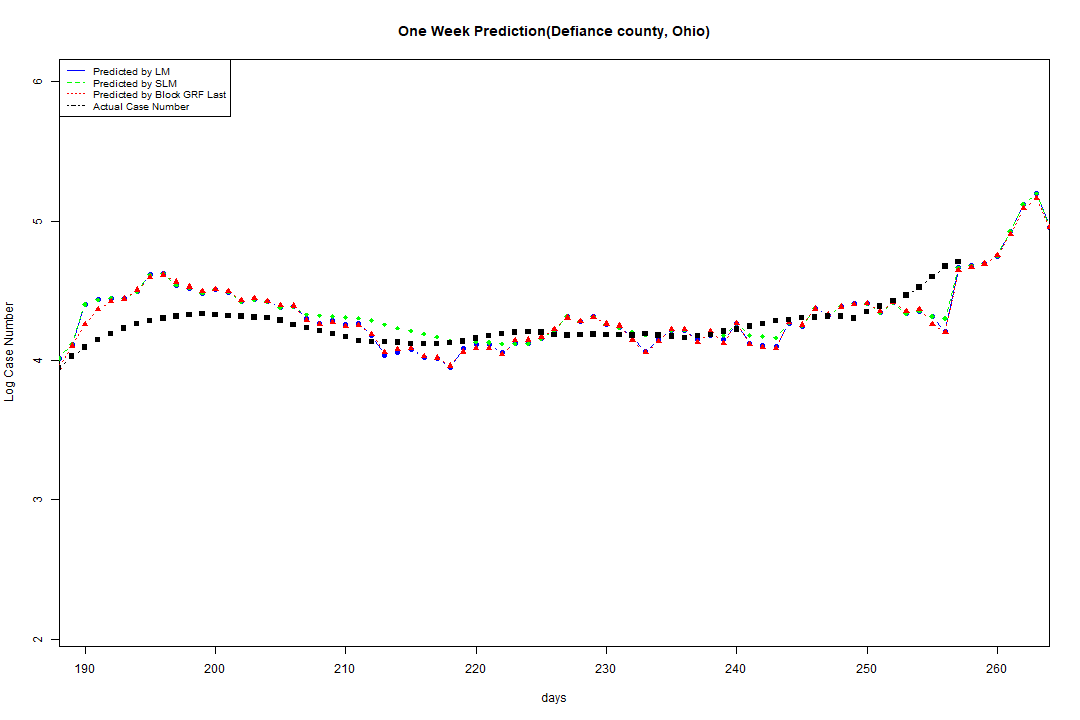 One Week Prediction(Defiance county, Ohio)
Predicted by LM
Predicted by SLM
Predicted by Block GRF Last
Actual Case Number
6
5
4
3
2
Log Case Number
190 200 210 220 230 240 250 260
days